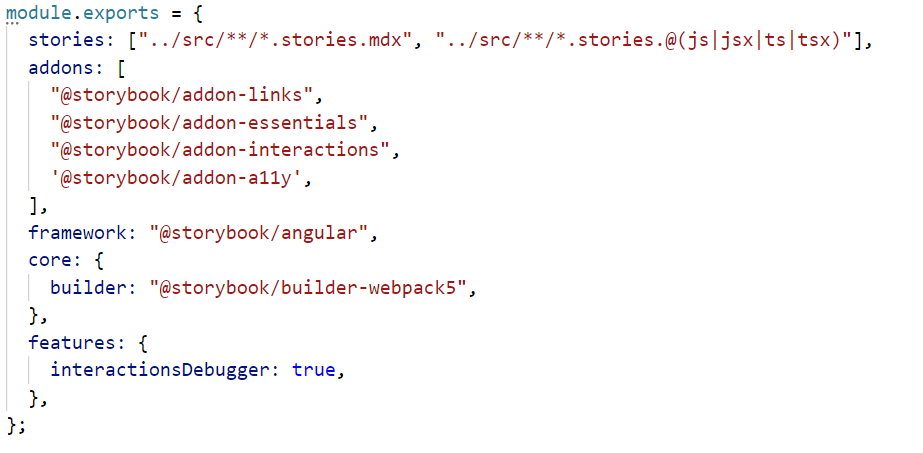 module.exports = {
  stories: ["../src/**/*.stories.mdx", "../src/**/*.stories.@(js|jsx|ts|tsx)"],
  addons: [
    "@storybook/addon-links",
    "@storybook/addon-essentials",
    "@storybook/addon-interactions",
    '@storybook/addon-a11y',
  ],
  framework: "@storybook/angular",
  core: {
    builder: "@storybook/builder-webpack5",
  },
  features: {
    interactionsDebugger: true,
  },
};